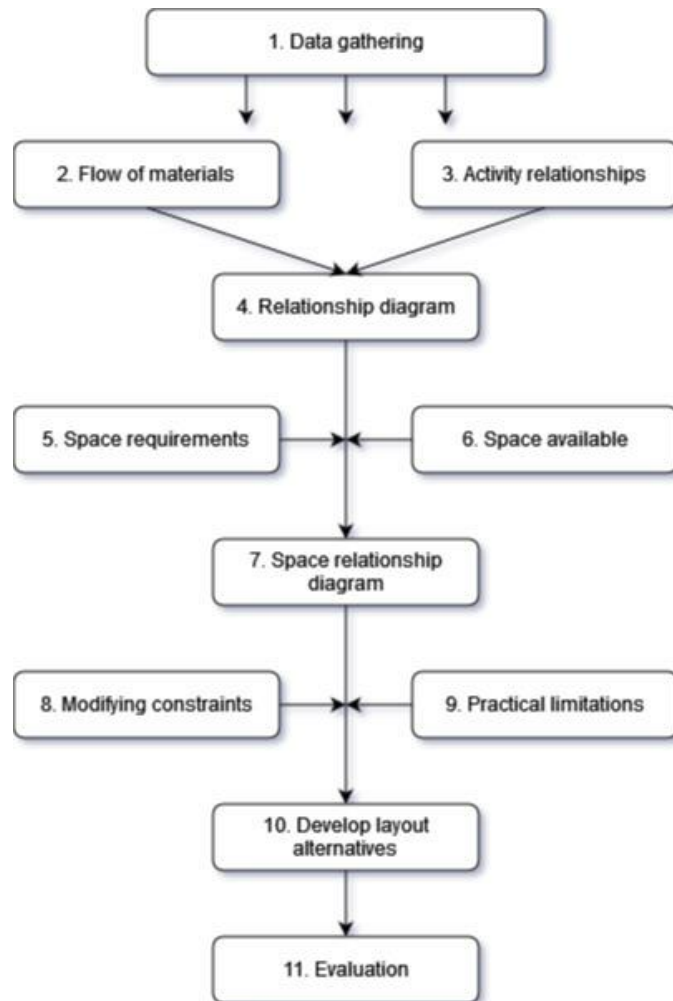 1. Data gathering
2. Flow of materials
3. Activity relationships
4. Relationship diagram
5. Space requirements
6. Space available
7. Space relationship
diagram
8. Modifying constraints
9. Practical limitations
10. Develop layout
alternatives
11. Evaluation